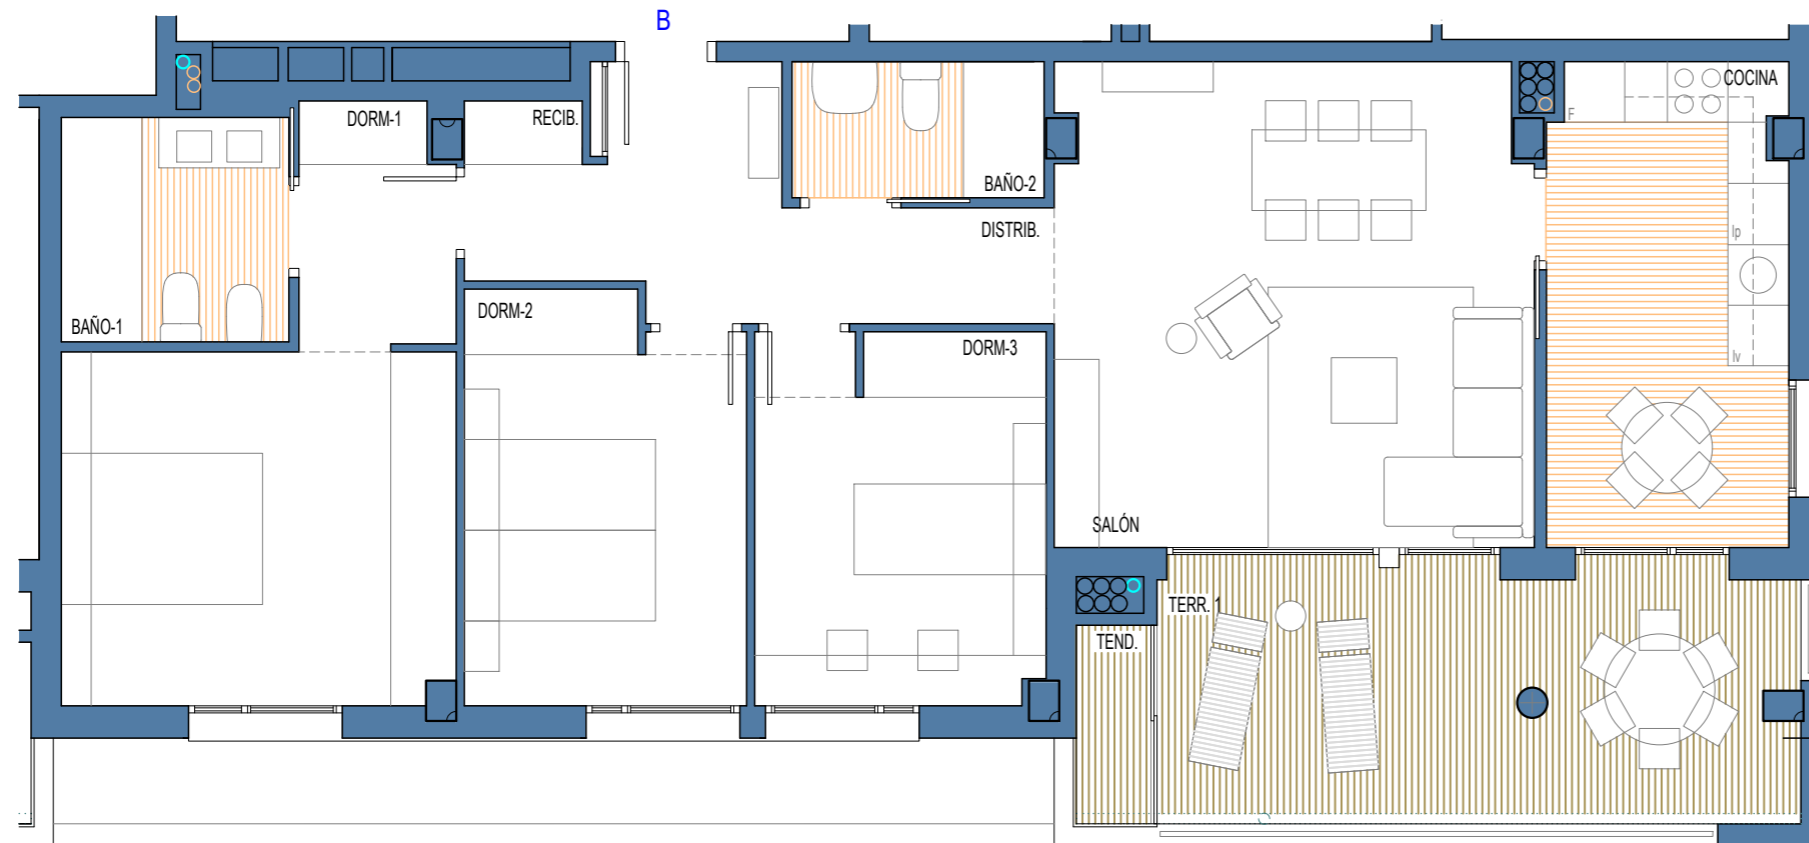 B
COCINA
DORM-1
RECIB.
F
BAÑO-2
DISTRIB.
lp
BAÑO-1
DORM-2
DORM-3
lv
SALÓN
TERR. 1
TEND.